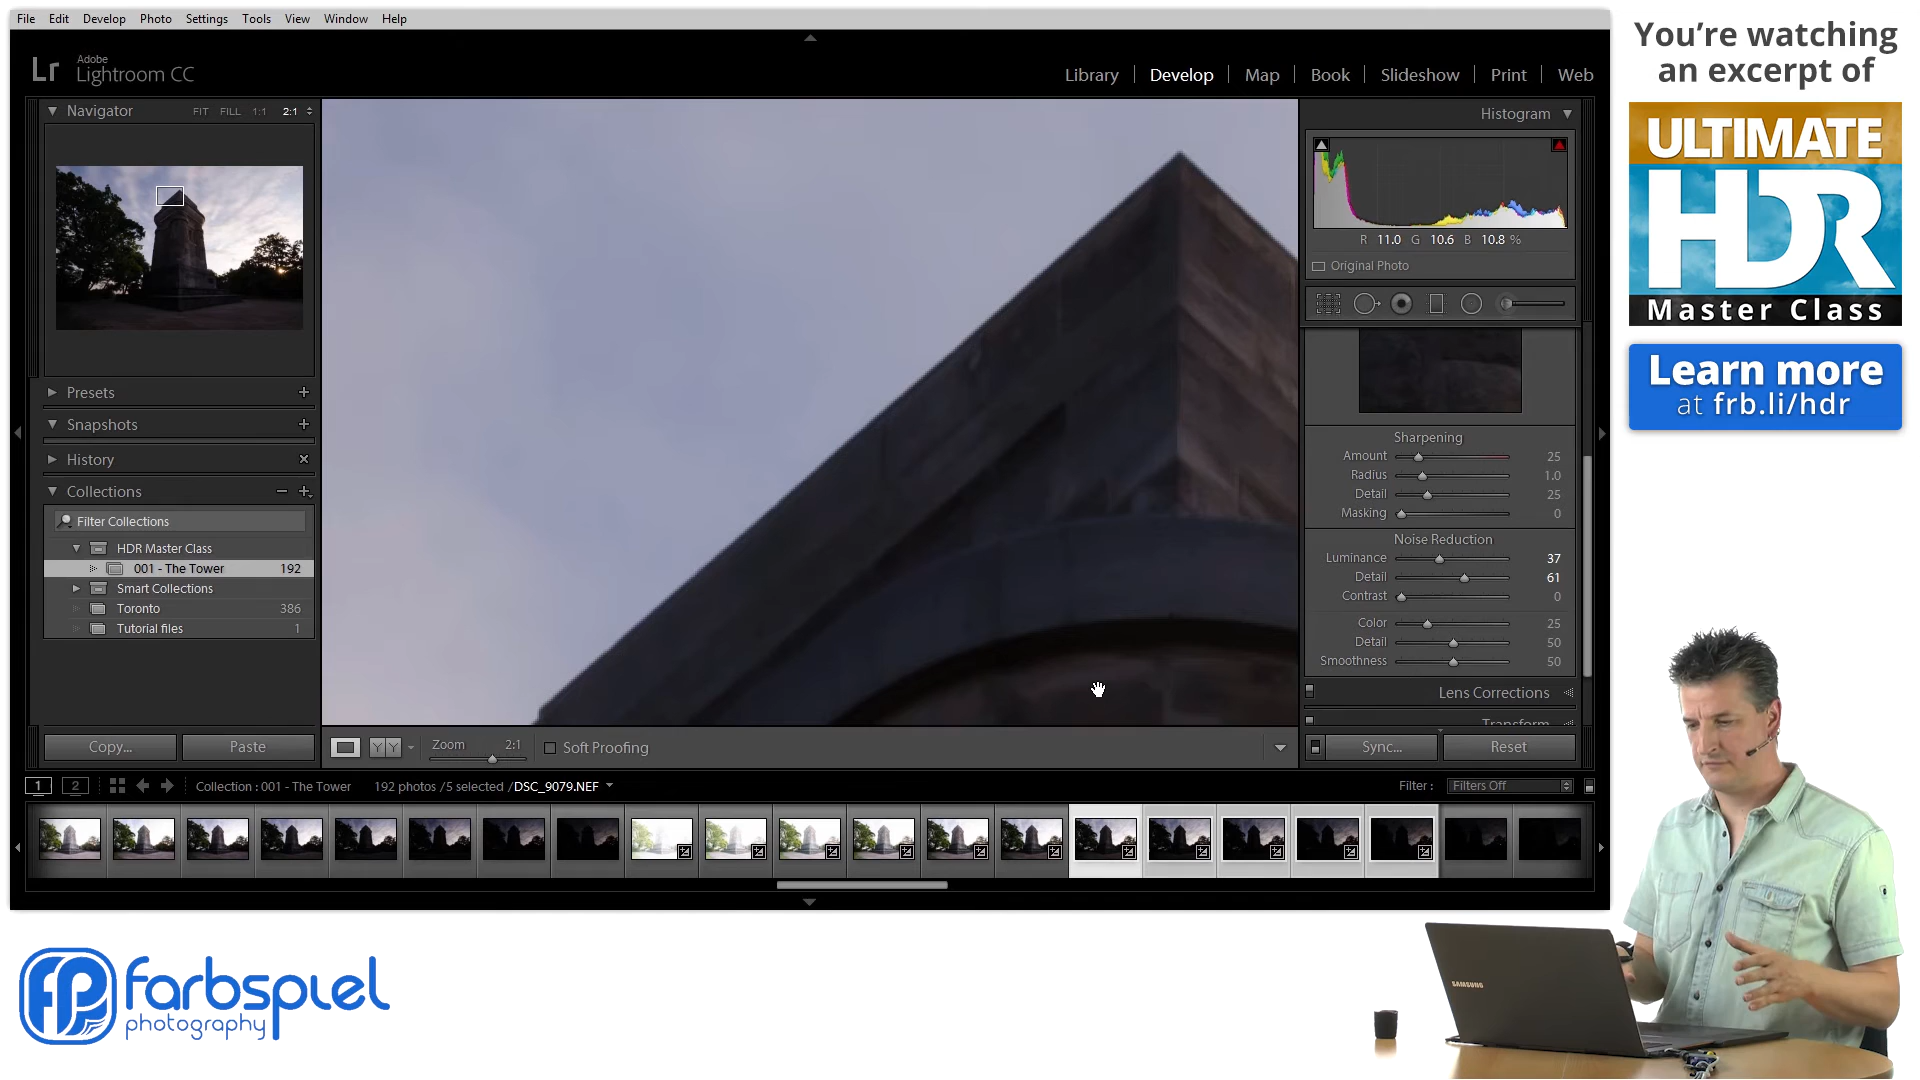 File Edit Develop Photo Settings Tools View Window Help
You're watching
an excerpt of
ULTIMATE
HDR
Master Class
Learn more
at frb.li/hdr
Lr Adobe
Lightroom CC
Library Develop Map Book Slideshow Print Web
Navigator FIT FILL 1:1 2:1
Presets
Snapshots
History
Collections
Filter Collections
HDR Master Class
001 - The Tower 192
Smart Collections
Toronto 386
Tutorial files 1
Copy... Paste
Histogram
R 11.0 G 10.6 B 10.8 %
Original Photo
Sharpening
Amount 25
Radius 1.0
Detail 25
Masking 0
Noise Reduction
Luminance 37
Detail 61
Contrast 0
Color 25
Detail 50
Smoothness 50
Lens Corrections
Transform
Sync... Reset
YY Zoom 2:1 Soft Proofing
1 2 Collection : 001 - The Tower 192 photos /5 selected /DSC_9079.NEF
Filter : Filters Off
SAMSUNG
fp farbspiel
photography